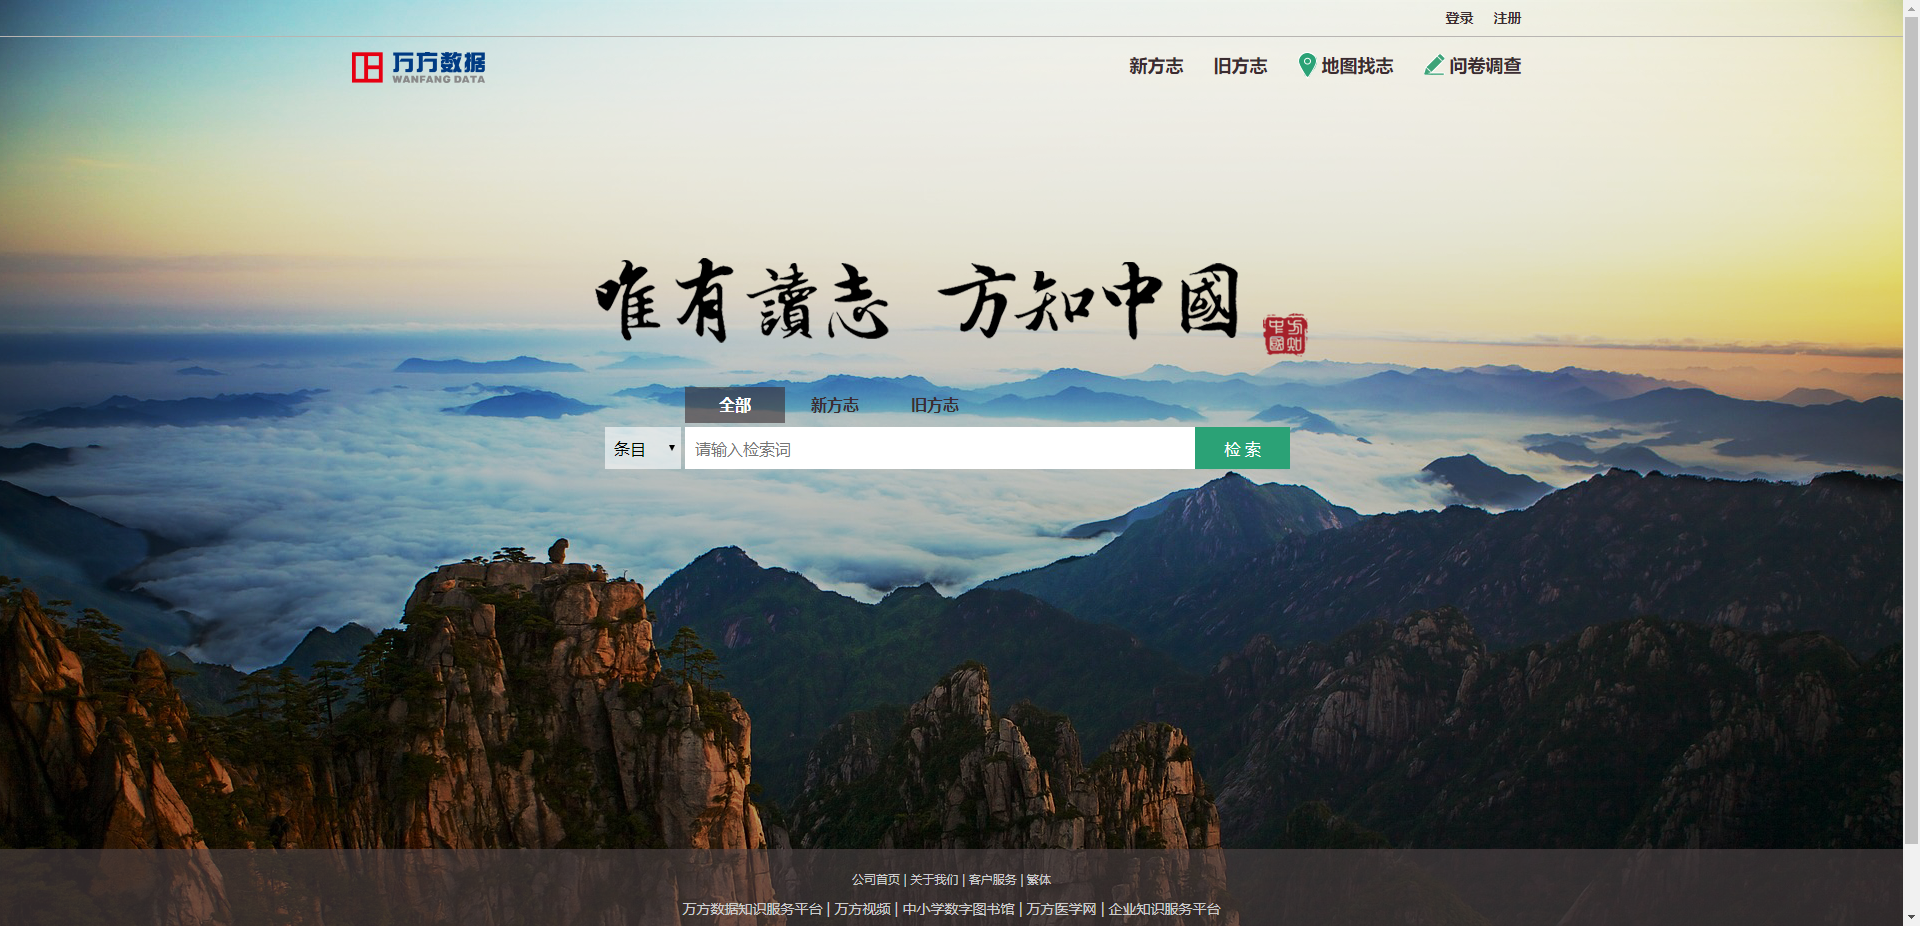 登录 注册
万方数据
WANFANG DATA
新方志 旧方志 地图找志 问卷调查
唯有讀志 方知中國
方知中國
全部 新方志 旧方志
条目 请输入检索词 检 索
公司首页 | 关于我们 | 客户服务 | 繁体
万方数据知识服务平台 | 万方视频 | 中小学数字图书馆 | 万方医学网 | 企业知识服务平台